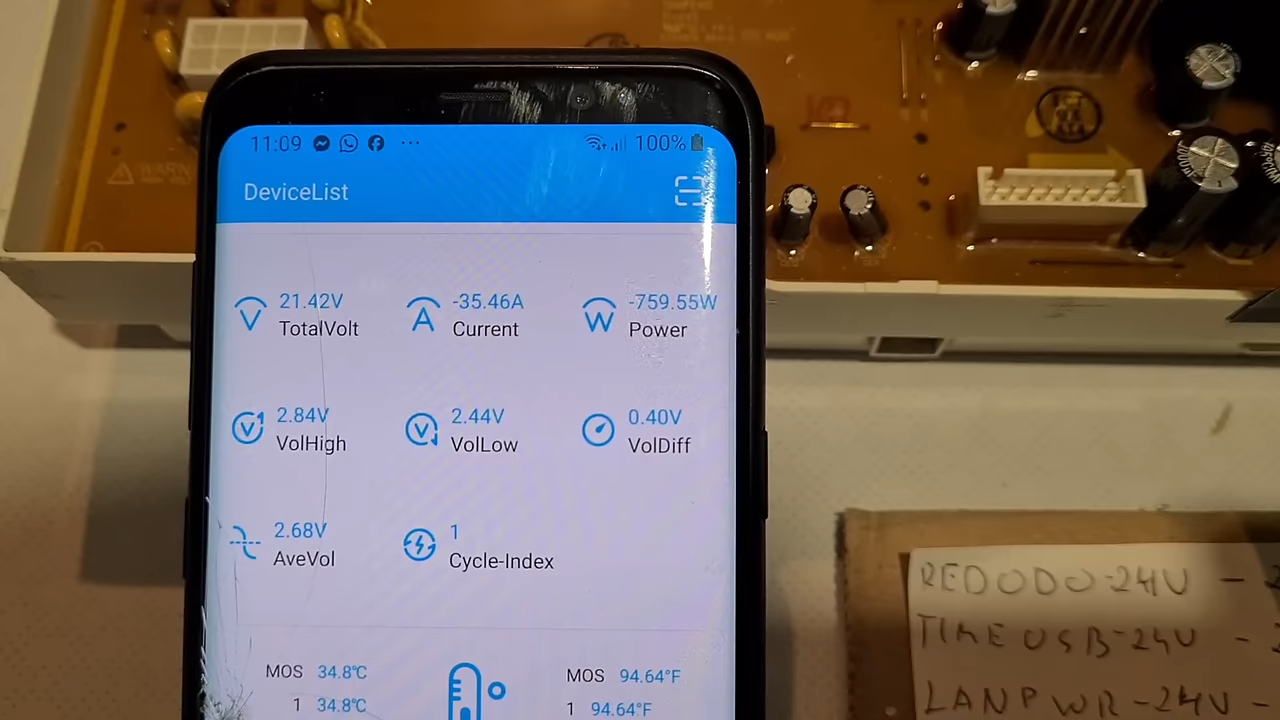 11:09 ... 100%
DeviceList
21.42V -35.46A -759.55W
TotalVolt Current Power
2.84V 2.44V 0.40V
VolHigh VolLow VolDiff
2.68V 1
AveVol Cycle-Index
MOS 34.8℃ MOS 94.64°F
1 34.8℃ 1 94.64°F
REDODO-24V -
TIMEUSB-24V -
LANPWR-24V -